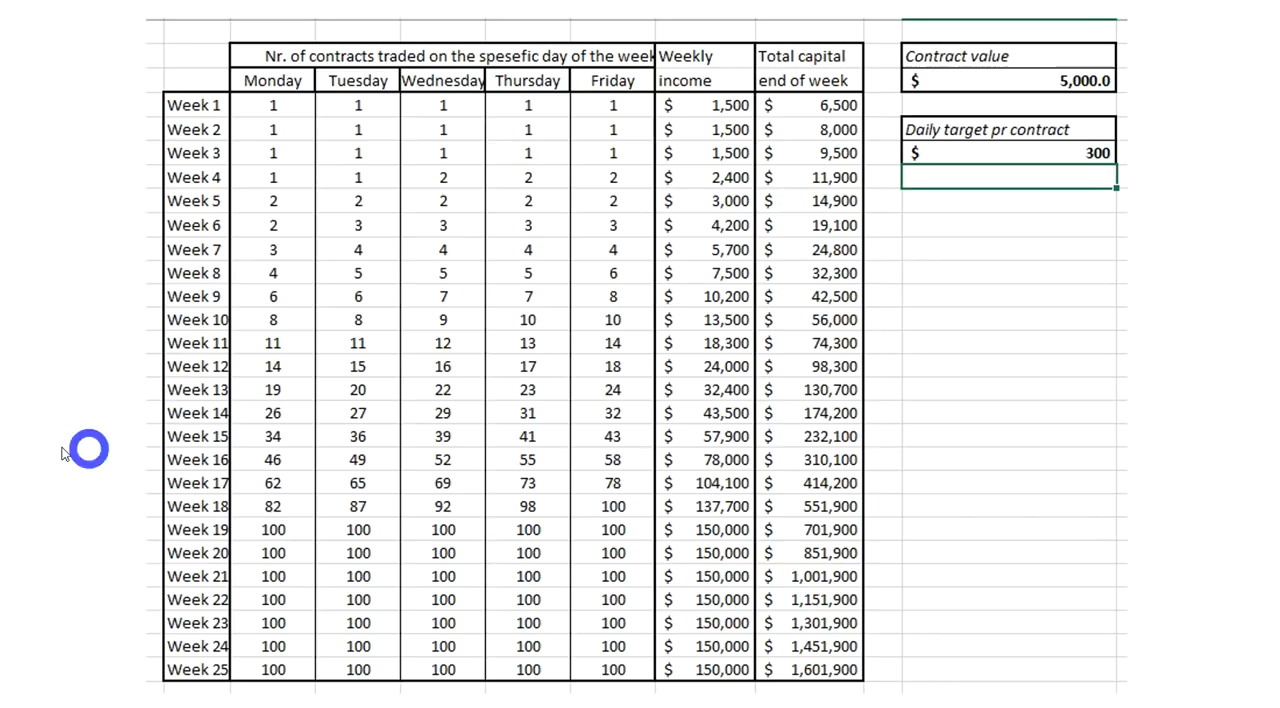 Nr. of contracts traded on the spesefic day of the week Weekly Total capital Contract value
Monday Tuesday Wednesday Thursday Friday income end of week $ 5,000.0
Week 1 1 1 1 1 1 $ 1,500 $ 6,500
Week 2 1 1 1 1 1 $ 1,500 $ 8,000 Daily target pr contract
Week 3 1 1 1 1 1 $ 1,500 $ 9,500 $ 300
Week 4 1 1 2 2 2 $ 2,400 $ 11,900
Week 5 2 2 2 2 2 $ 3,000 $ 14,900
Week 6 2 3 3 3 3 $ 4,200 $ 19,100
Week 7 3 4 4 4 4 $ 5,700 $ 24,800
Week 8 4 5 5 5 6 $ 7,500 $ 32,300
Week 9 6 6 7 7 8 $ 10,200 $ 42,500
Week 10 8 8 9 10 10 $ 13,500 $ 56,000
Week 11 11 11 12 13 14 $ 18,300 $ 74,300
Week 12 14 15 16 17 18 $ 24,000 $ 98,300
Week 13 19 20 22 23 24 $ 32,400 $ 130,700
Week 14 26 27 29 31 32 $ 43,500 $ 174,200
Week 15 34 36 39 41 43 $ 57,900 $ 232,100
Week 16 46 49 52 55 58 $ 78,000 $ 310,100
Week 17 62 65 69 73 78 $ 104,100 $ 414,200
Week 18 82 87 92 98 100 $ 137,700 $ 551,900
Week 19 100 100 100 100 100 $ 150,000 $ 701,900
Week 20 100 100 100 100 100 $ 150,000 $ 851,900
Week 21 100 100 100 100 100 $ 150,000 $ 1,001,900
Week 22 100 100 100 100 100 $ 150,000 $ 1,151,900
Week 23 100 100 100 100 100 $ 150,000 $ 1,301,900
Week 24 100 100 100 100 100 $ 150,000 $ 1,451,900
Week 25 100 100 100 100 100 $ 150,000 $ 1,601,900